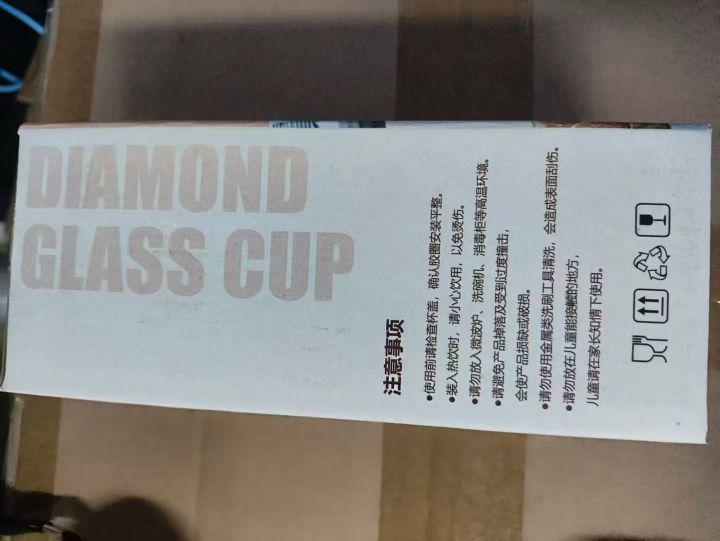 DIAMOND
GLASS CUP
注意事项
•使用前请检查杯盖，确认胶圈安装平整。
•装入热饮时，请小心饮用，以免烫伤。
•请勿放入微波炉、洗碗机、消毒柜等高温环境。
•请避免产品掉落及受到过度撞击，
会使产品损缺或破损。
•请勿使用金属类洗刷工具清洗，会造成表面刮伤。
•请勿放在儿童能接触的地方，
儿童请在家长知情下使用。